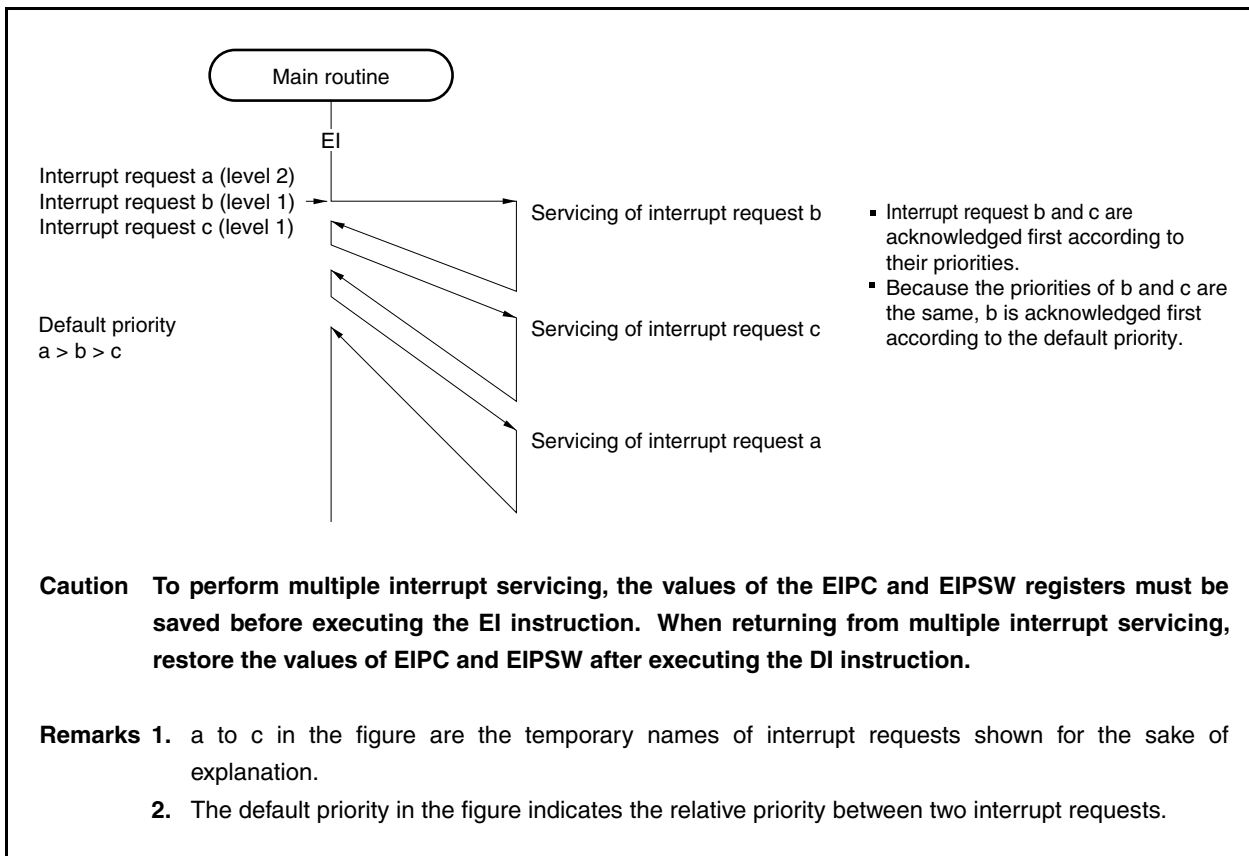 Main routine
EI
Interrupt request a (level 2)
Interrupt request b (level 1)
Interrupt request c (level 1)
Servicing of interrupt request b
▪ Interrupt request b and c are
acknowledged first according to
their priorities.
▪ Because the priorities of b and c are
the same, b is acknowledged first
according to the default priority.
Default priority
a > b > c
Servicing of interrupt request c
Servicing of interrupt request a
Caution To perform multiple interrupt servicing, the values of the EIPC and EIPSW registers must be
saved before executing the EI instruction. When returning from multiple interrupt servicing,
restore the values of EIPC and EIPSW after executing the DI instruction.
Remarks 1. a to c in the figure are the temporary names of interrupt requests shown for the sake of
explanation.
2. The default priority in the figure indicates the relative priority between two interrupt requests.